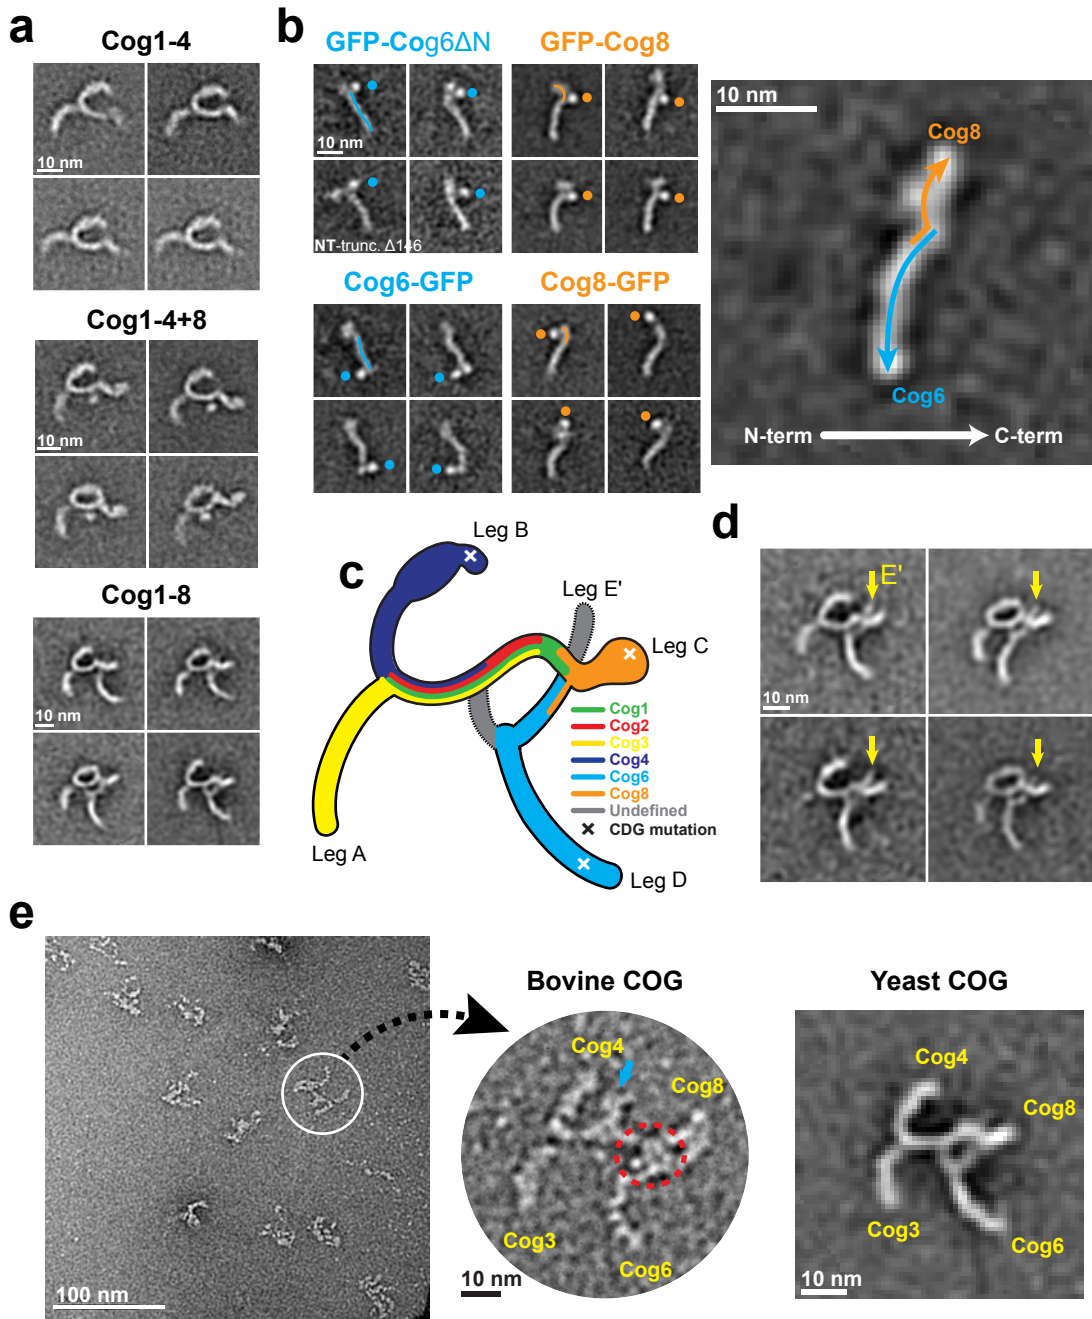 a
Cog1-4
10 nm
Cog1-4+8
10 nm
Cog1-8
10 nm
b
GFP-Cog6ΔN
GFP-Cog8
10 nm
NT-trunc. Δ146
Cog6-GFP
Cog8-GFP
10 nm
Cog8
Cog6
N-term
C-term
c
Leg B
Leg E'
Leg C
Cog1
Cog2
Cog3
Cog4
Cog6
Cog8
Undefined
CDG mutation
Leg A
Leg D
d
E'
10 nm
e
100 nm
Bovine COG
Cog4
Cog8
Cog3
Cog6
10 nm
Yeast COG
Cog4
Cog8
Cog3
Cog6
10 nm